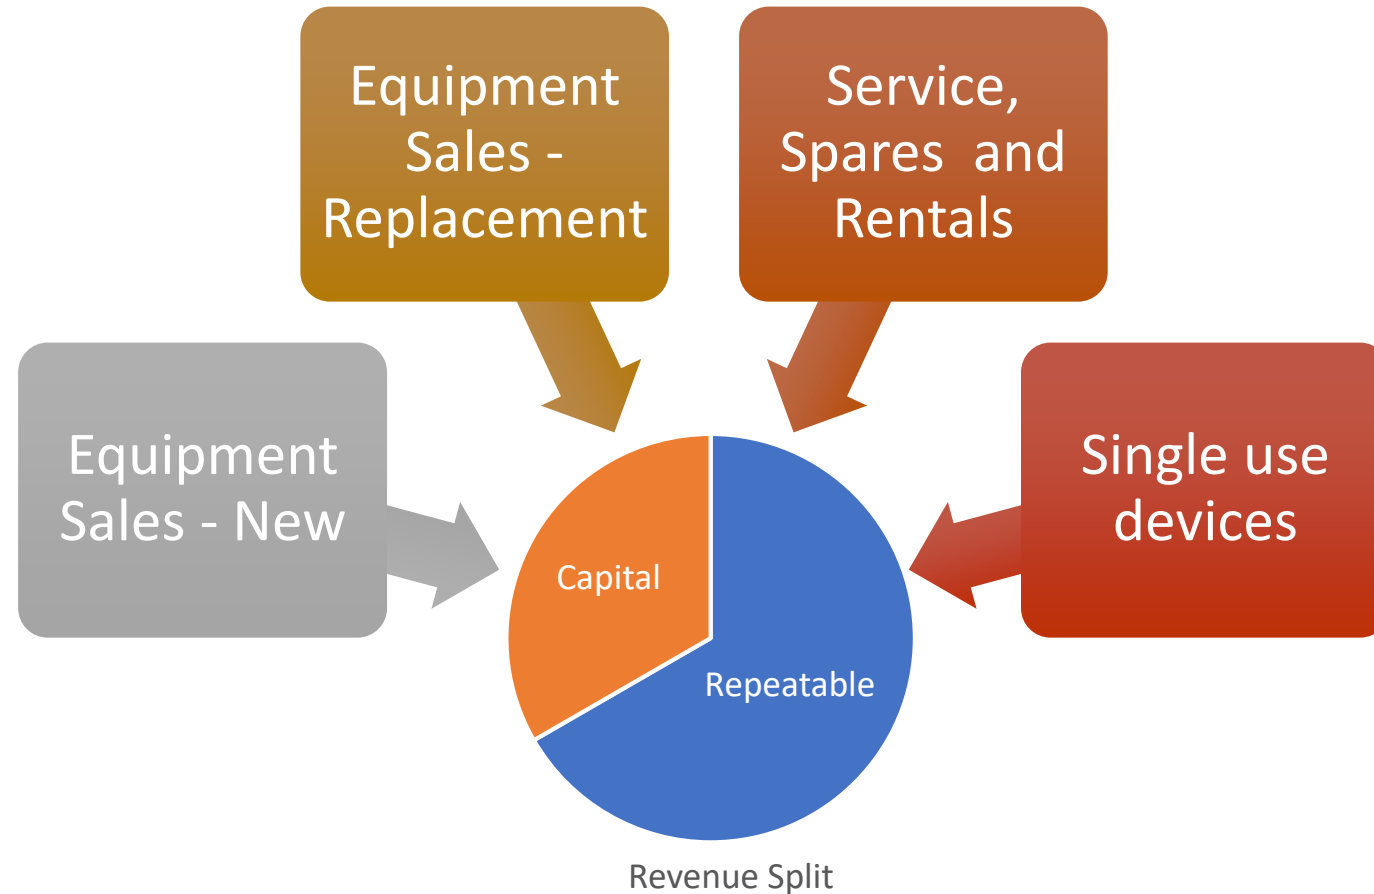 Equipment
Sales -
Replacement
Service,
Spares  and
Rentals
Equipment
Sales - New
Single use
devices
Capital
Repeatable
Revenue Split